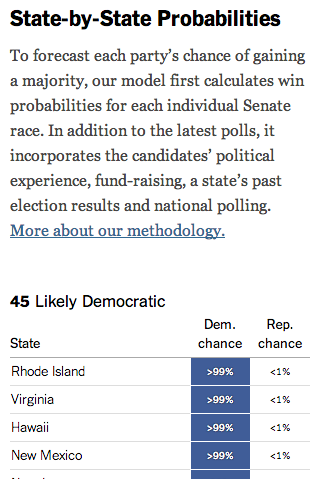 State-by-State Probabilities
To forecast each party's chance of gaining
a majority, our model first calculates win
probabilities for each individual Senate
race. In addition to the latest polls, it
incorporates the candidates' political
experience, fund-raising, a state's past
election results and national polling.
More about our methodology.
45 Likely Democratic
Dem. Rep.
State chance chance
Rhode Island >99% <1%
Virginia >99% <1%
Hawaii >99% <1%
New Mexico >99% <1%